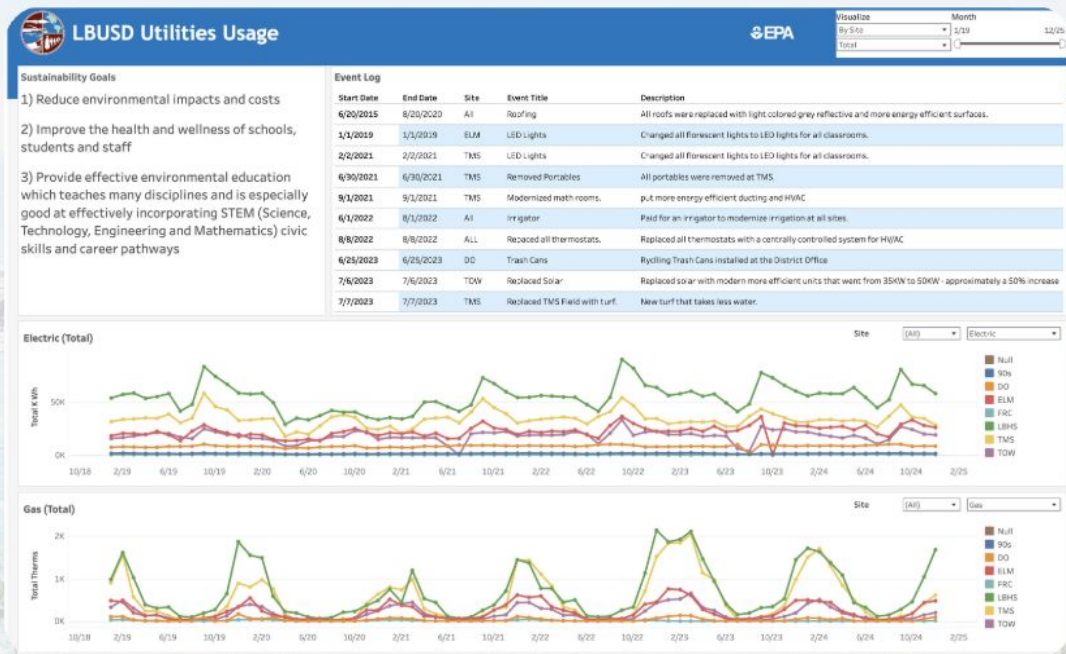 LBUSD Utilities Usage
EPA
Visualize
Month
By Site
1/19
12/25
Total
Sustainability Goals
1) Reduce environmental impacts and costs
2) Improve the health and wellness of schools,
students and staff
3) Provide effective environmental education
which teaches many disciplines and is especially
good at effectively incorporating STEM (Science,
Technology, Engineering and Mathematics) civic
skills and career pathways
Event Log
Start Date End Date Site Event Title Description
6/20/2015 8/20/2020 All Roofing All roofs were replaced with light colored grey reflective and more energy efficient surfaces.
1/1/2019 1/1/2019 ELM LED Lights Changed all florescent lights to LED lights for all classrooms.
2/2/2021 2/2/2021 TMS LED Lights Changed all florescent lights to LED lights for all classrooms.
6/30/2021 6/30/2021 TMS Removed Portables All portables were removed at TMS.
9/1/2021 9/1/2021 TMS Modernized math rooms. put more energy efficient ducting and HVAC
6/1/2022 8/1/2022 All Irrigator Paid for an irrigator to modernize irrigation at all sites.
8/8/2022 8/8/2022 ALL Repaced all thermostats. Replaced all thermostats with a centrally controlled system for HV/AC
6/25/2023 6/25/2023 DO Trash Cans Ryclling Trash Cans installed at the District Office
7/6/2023 7/6/2023 TOW Replaced Solar Replaced solar with modern more efficient units that went from 35KW to 50KW - approximately a 50% increase
7/7/2023 7/7/2023 TMS Replaced TMS Field with turf. New turf that takes less water.
Electric (Total)
Site (All) Electric
Total K Wh
50K
0K
10/18 2/19 6/19 10/19 2/20 6/20 10/20 2/21 6/21 10/21 2/22 6/22 10/22 2/23 6/23 10/23 2/24 6/24 10/24 2/25
Null
90s
DO
ELM
FRC
LBHS
TMS
TOW
Gas (Total)
Site (All) Gas
Total Therms
2K
1K
0K
10/18 2/19 6/19 10/19 2/20 6/20 10/20 2/21 6/21 10/21 2/22 6/22 10/22 2/23 6/23 10/23 2/24 6/24 10/24 2/25
Null
90s
DO
ELM
FRC
LBHS
TMS
TOW